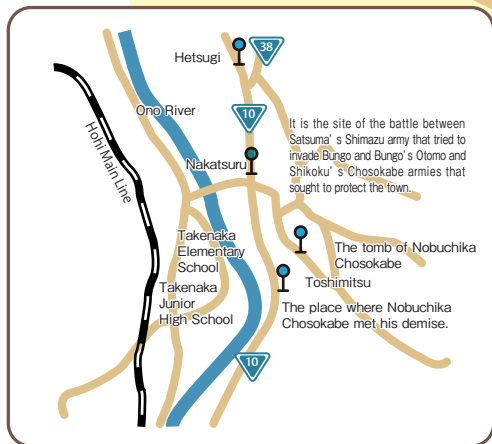 38
Hetsugi
10
Ono River
It is the site of the battle between
Satsuma' s Shimazu army that tried to
invade Bungo and Bungo' s Otomo and
Shikoku' s Chosokabe armies that
sought to protect the town.
Hohi Main Line
Nakatsuru
Takenaka
Elementary
School
The tomb of Nobuchika
Chosokabe
Toshimitsu
Takenaka
Junior
High School
The place where Nobuchika
Chosokabe met his demise.
10